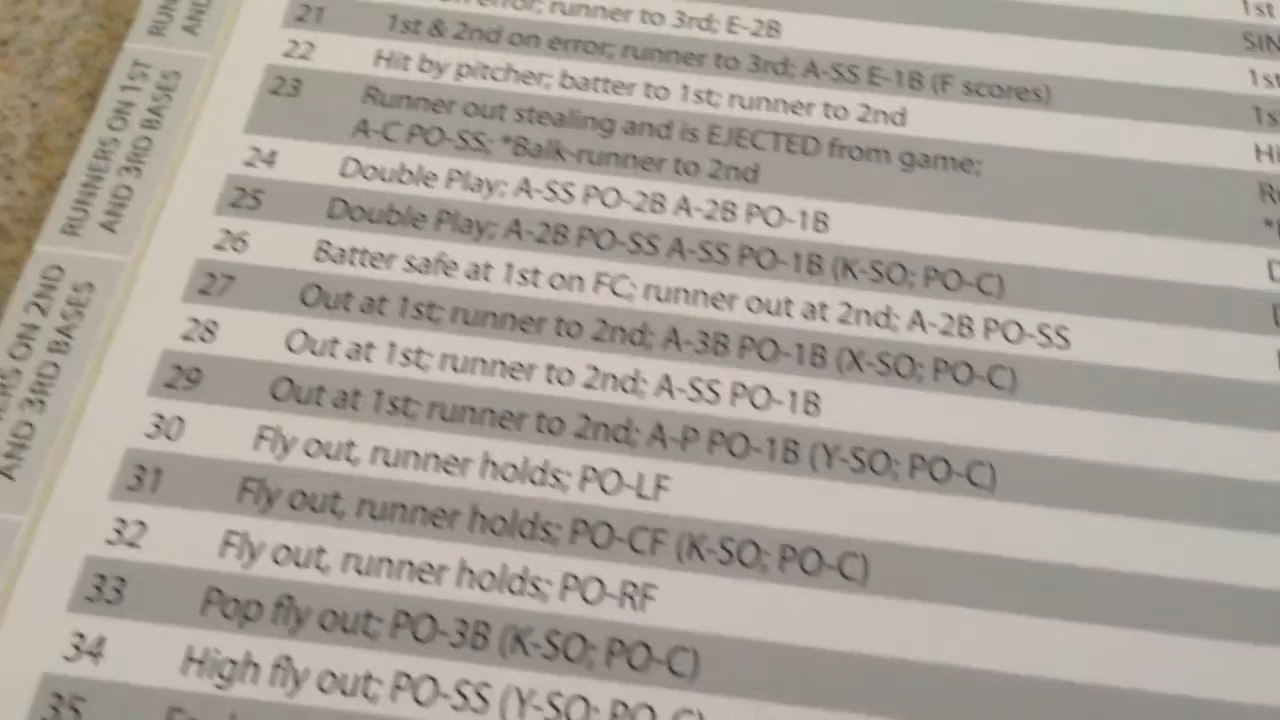 error; runner to 3rd; E-2B
21 1st & 2nd on error; runner to 3rd; A-SS E-1B (F scores)
22 Hit by pitcher; batter to 1st; runner to 2nd
23 Runner out stealing and is EJECTED from game;
A-C PO-SS; *Balk-runner to 2nd
24 Double Play; A-SS PO-2B A-2B PO-1B
25 Double Play; A-2B PO-SS A-SS PO-1B (K-SO; PO-C)
26 Batter safe at 1st on FC; runner out at 2nd; A-2B PO-SS
27 Out at 1st; runner to 2nd; A-3B PO-1B (X-SO; PO-C)
28 Out at 1st; runner to 2nd; A-SS PO-1B
29 Out at 1st; runner to 2nd; A-P PO-1B (Y-SO; PO-C)
30 Fly out, runner holds; PO-LF
31 Fly out, runner holds; PO-CF (K-SO; PO-C)
32 Fly out, runner holds; PO-RF
33 Pop fly out; PO-3B (K-SO; PO-C)
34 High fly out; PO-SS (Y-SO; PO-C)
35
RUNNERS ON 1ST
AND 3RD BASES
ON 2ND
AND 3RD BASES
1st
1st